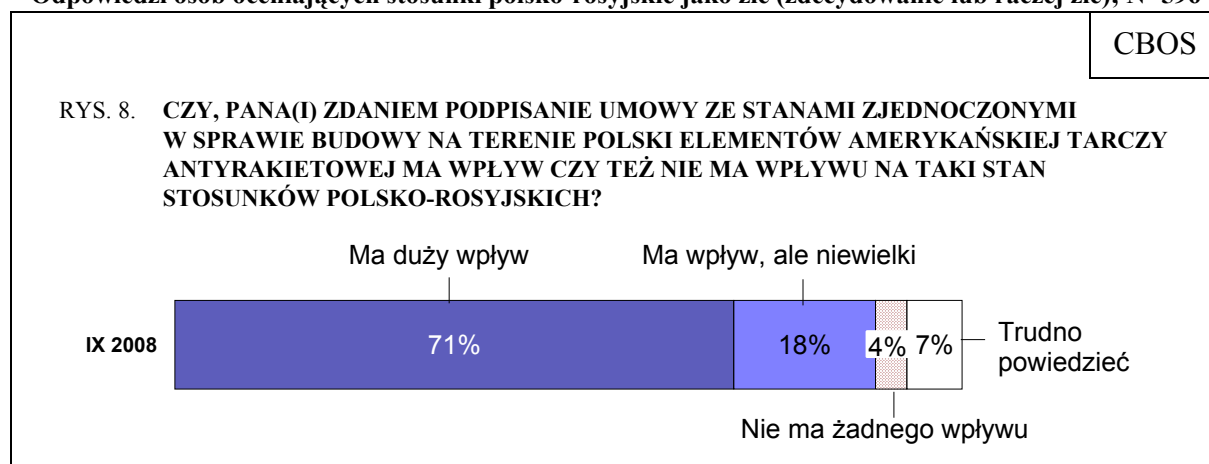 CBOS
RYS. 8. CZY, PANA(I) ZDANIEM PODPISANIE UMOWY ZE STANAMI ZJEDNOCZONYMI
W SPRAWIE BUDOWY NA TERENIE POLSKI ELEMENTÓW AMERYKAŃSKIEJ TARCZY
ANTYRAKIETOWEJ MA WPŁYW CZY TEŻ NIE MA WPŁYWU NA TAKI STAN
STOSUNKÓW POLSKO-ROSYJSKICH?
Ma duży wpływ Ma wpływ, ale niewielki
IX 2008 71% 18% 4% 7% Trudno
powiedzieć
Nie ma żadnego wpływu